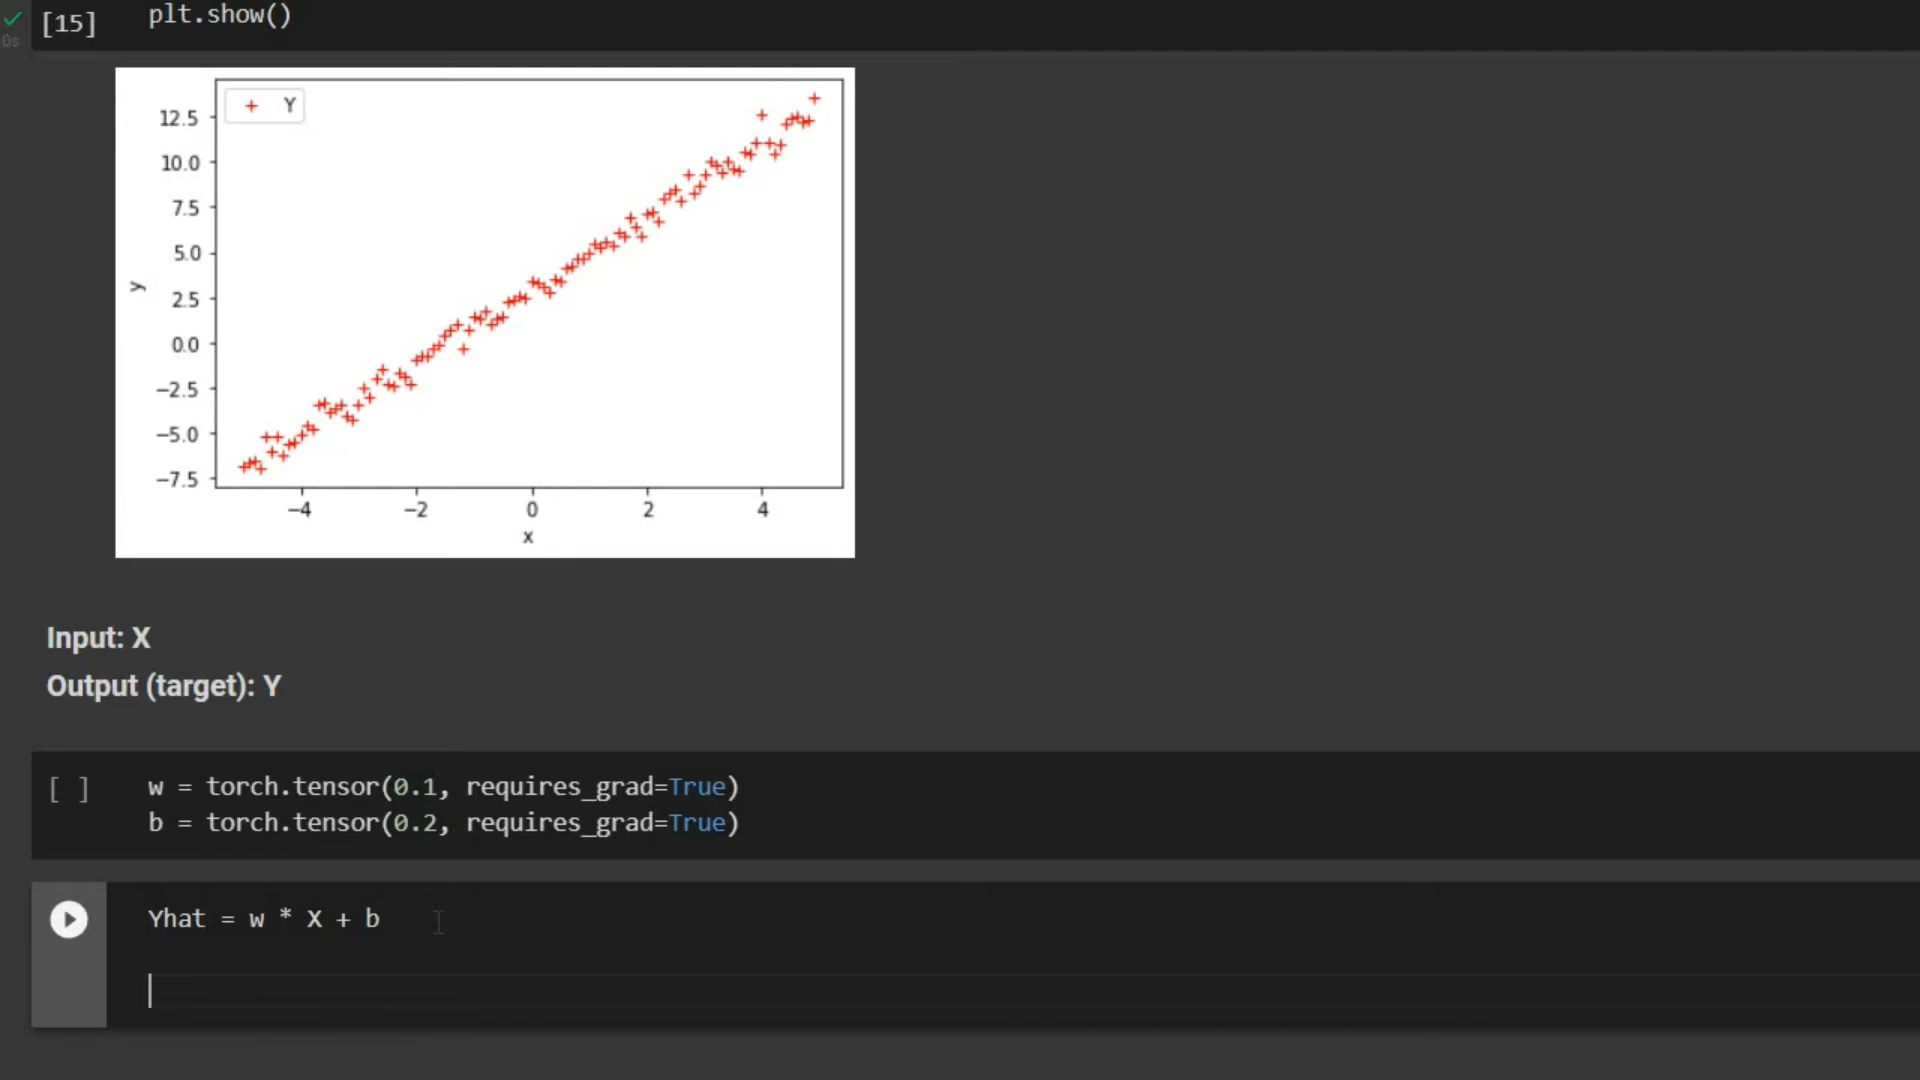 [15] plt.show()
0s
Y
12.5
10.0
7.5
5.0
2.5
0.0
−2.5
−5.0
−7.5
y
−4 −2 0 2 4
x
Input: X
Output (target): Y
[ ] w = torch.tensor(0.1, requires_grad=True)
b = torch.tensor(0.2, requires_grad=True)
Yhat = w * X + b